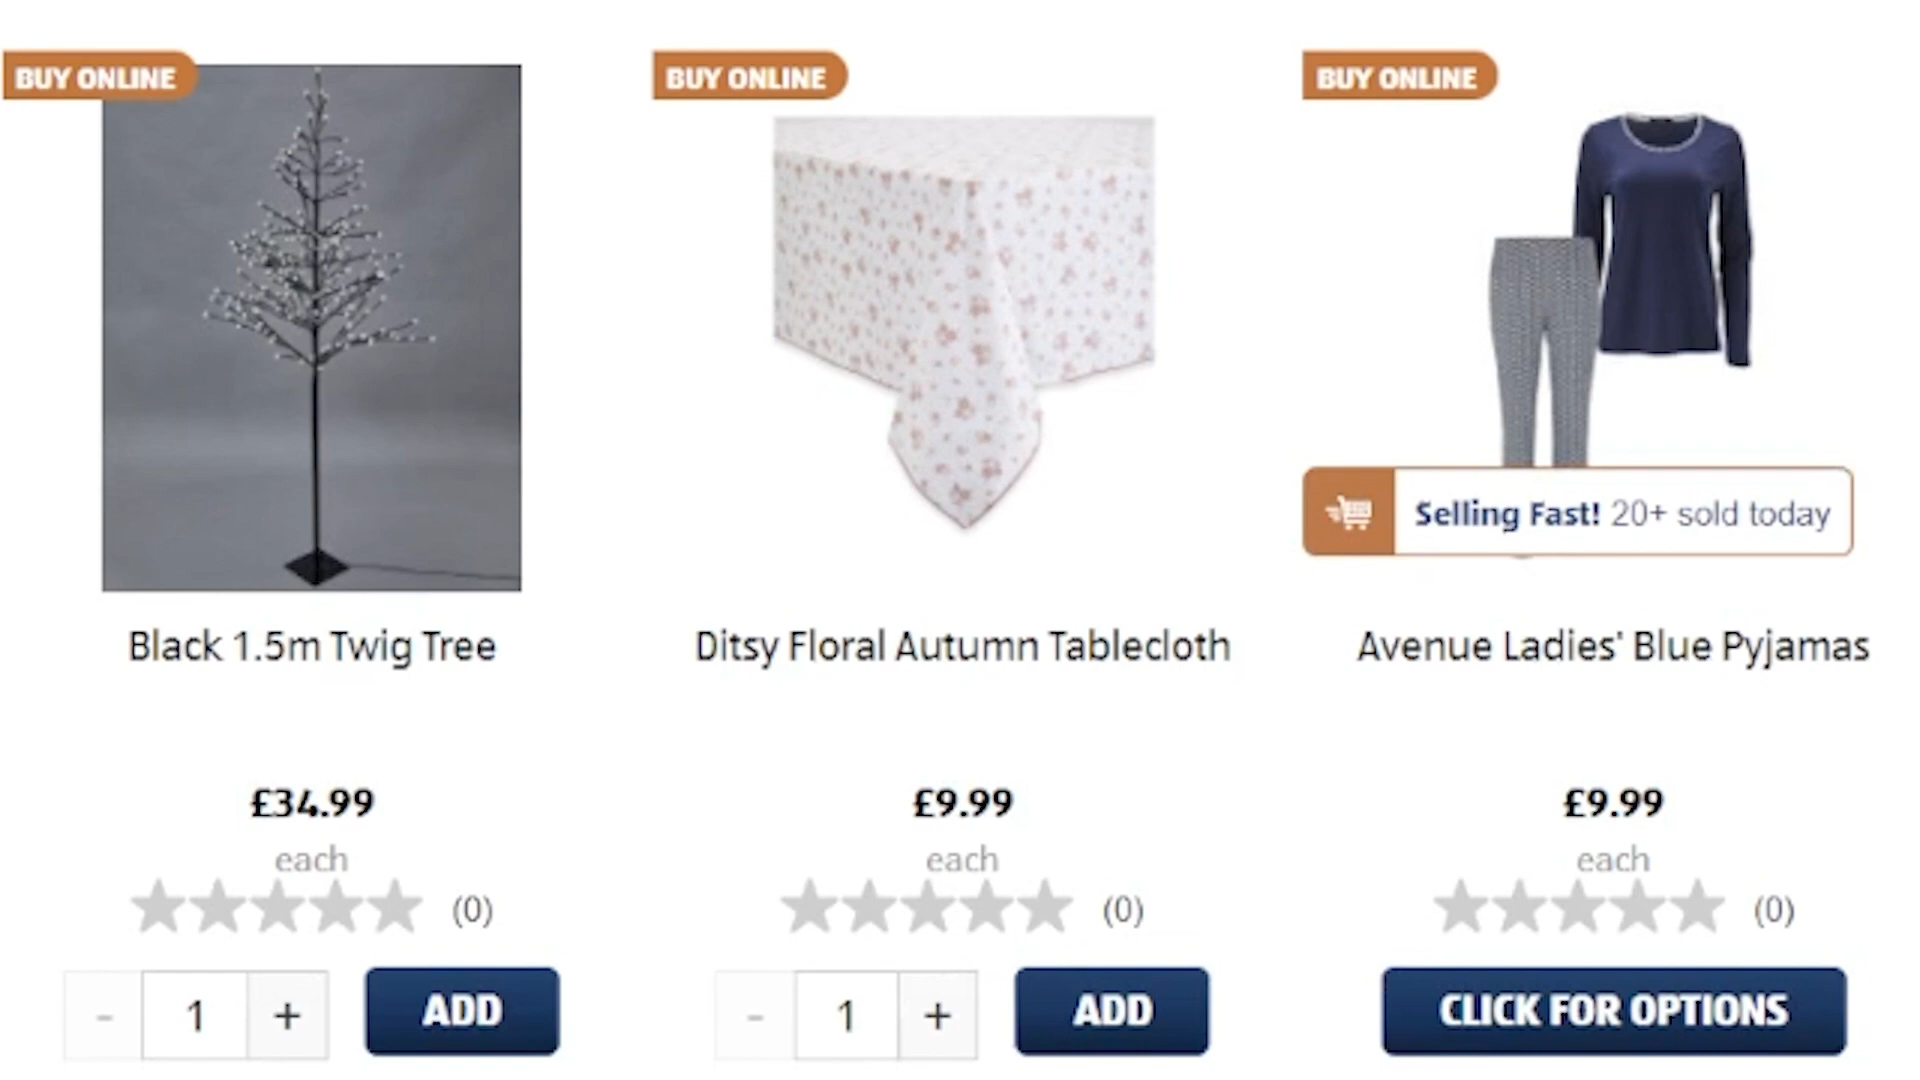 BUY ONLINE
BUY ONLINE
BUY ONLINE
Selling Fast! 20+ sold today
Black 1.5m Twig Tree
Ditsy Floral Autumn Tablecloth
Avenue Ladies' Blue Pyjamas
£34.99
£9.99
£9.99
each
each
each
(0)
(0)
(0)
- 1 +
ADD
- 1 +
ADD
CLICK FOR OPTIONS